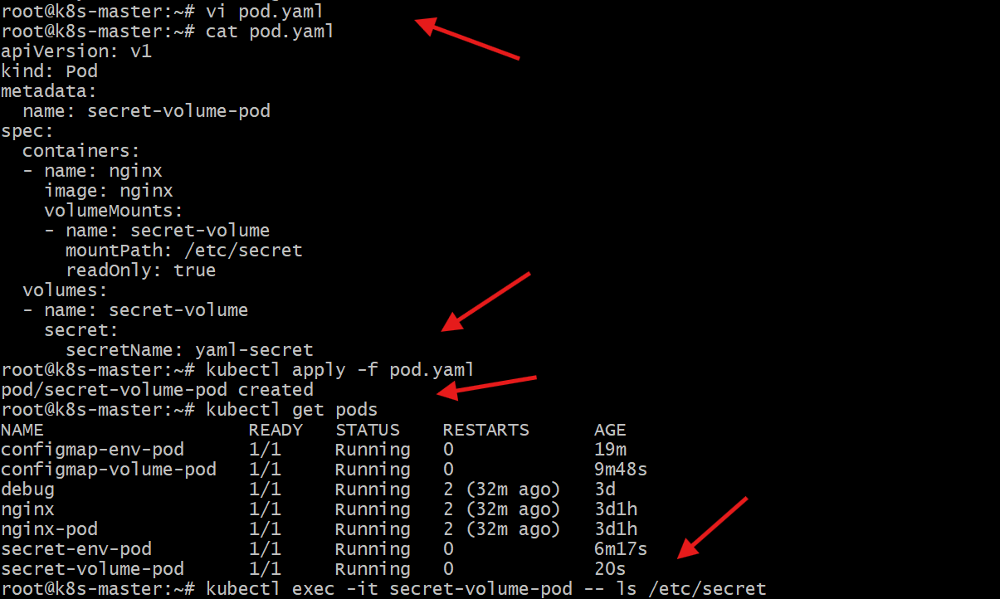 root@k8s-master:~# vi pod.yaml
root@k8s-master:~# cat pod.yaml
apiVersion: v1
kind: Pod
metadata:
  name: secret-volume-pod
spec:
  containers:
  - name: nginx
    image: nginx
    volumeMounts:
    - name: secret-volume
      mountPath: /etc/secret
      readOnly: true
  volumes:
  - name: secret-volume
    secret:
      secretName: yaml-secret
root@k8s-master:~# kubectl apply -f pod.yaml
pod/secret-volume-pod created
root@k8s-master:~# kubectl get pods
NAME                   READY   STATUS    RESTARTS      AGE
configmap-env-pod      1/1     Running   0             19m
configmap-volume-pod   1/1     Running   0             9m48s
debug                  1/1     Running   2 (32m ago)   3d
nginx                  1/1     Running   2 (32m ago)   3d1h
nginx-pod              1/1     Running   2 (32m ago)   3d1h
secret-env-pod         1/1     Running   0             6m17s
secret-volume-pod      1/1     Running   0             20s
root@k8s-master:~# kubectl exec -it secret-volume-pod -- ls /etc/secret